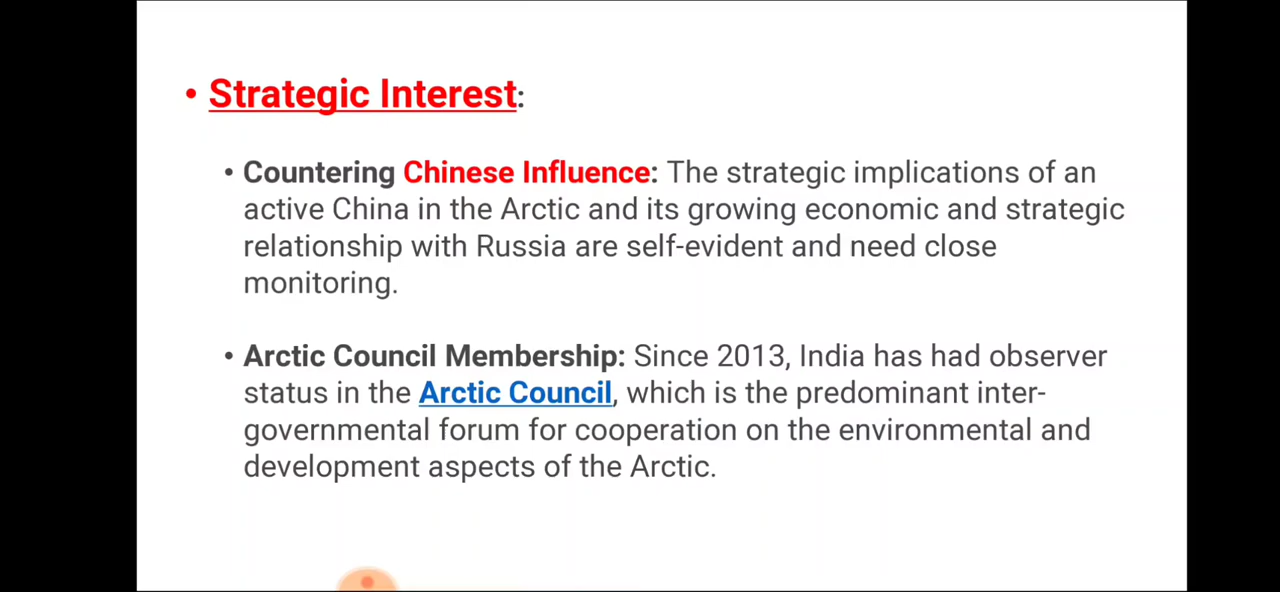 • Strategic Interest:
• Countering Chinese Influence: The strategic implications of an
active China in the Arctic and its growing economic and strategic
relationship with Russia are self-evident and need close
monitoring.
• Arctic Council Membership: Since 2013, India has had observer
status in the Arctic Council, which is the predominant inter-
governmental forum for cooperation on the environmental and
development aspects of the Arctic.